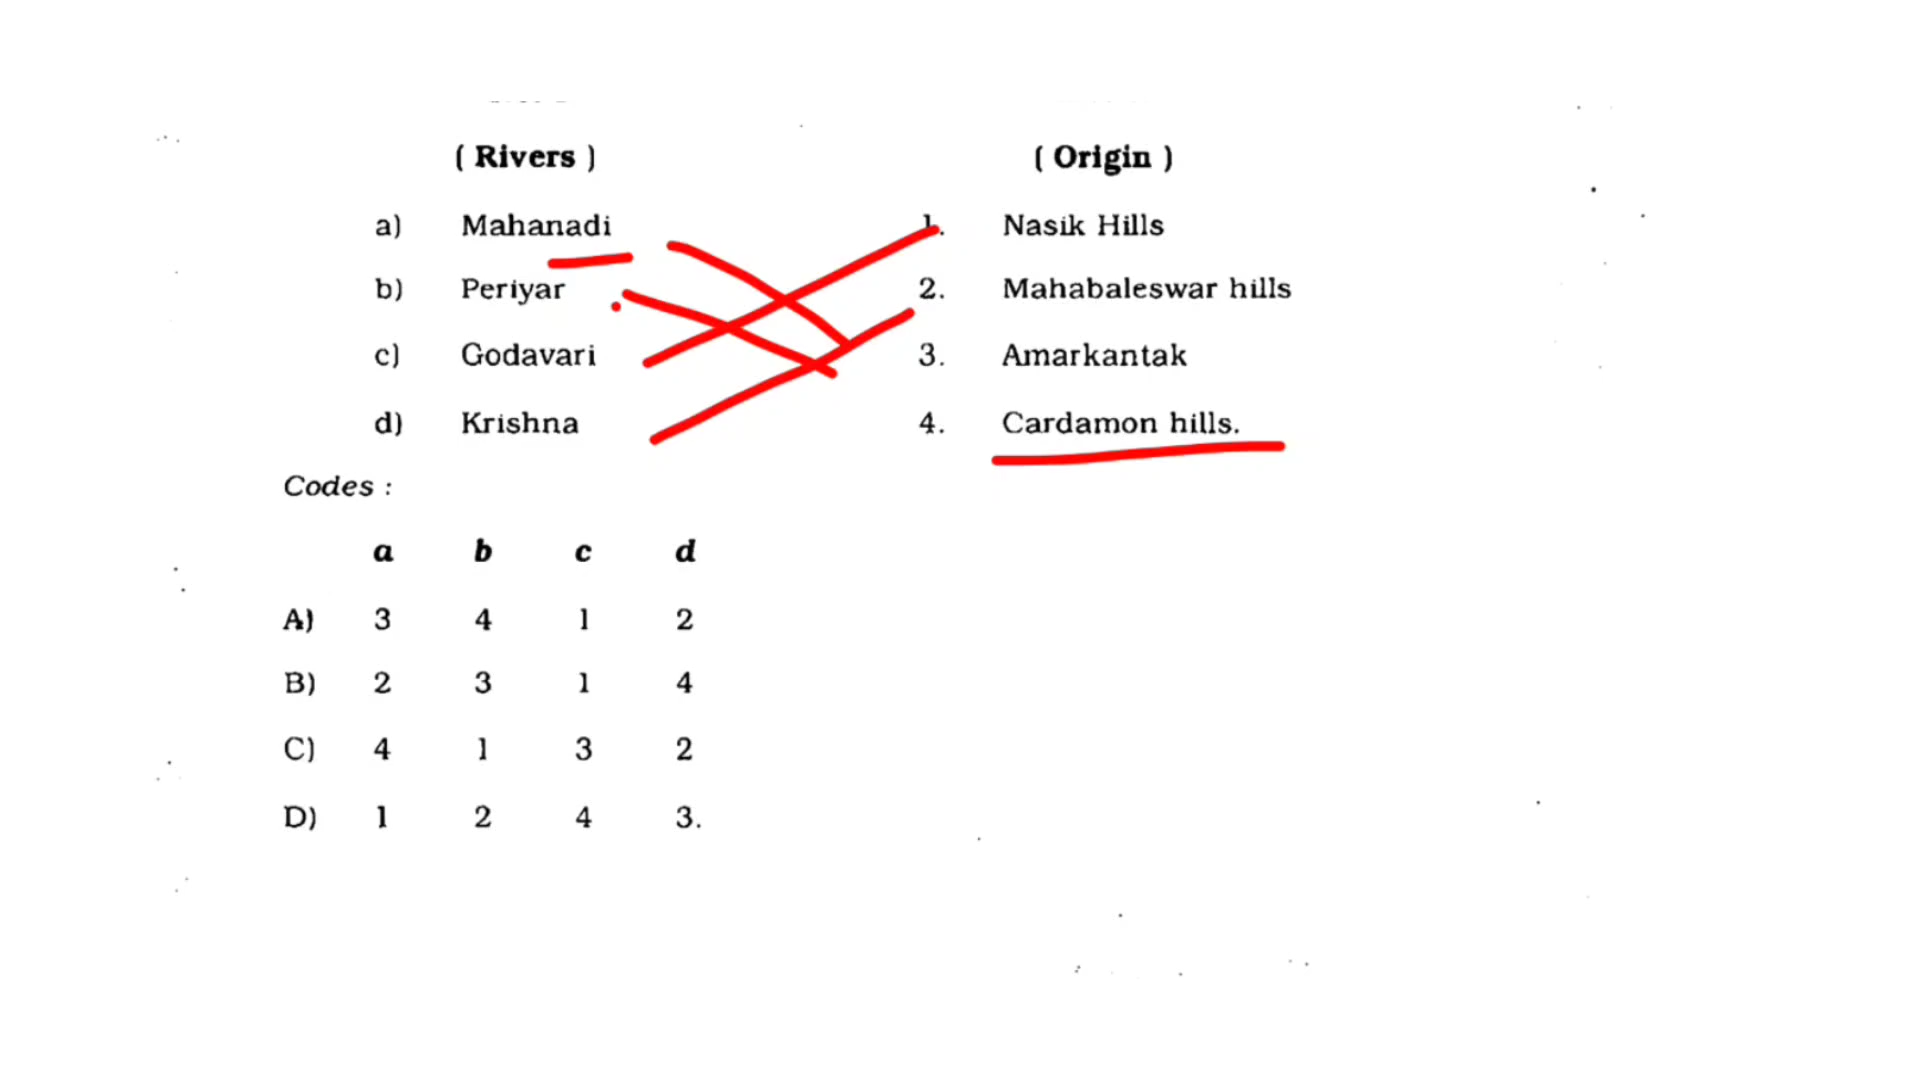 ( Rivers ) ( Origin )
a) Mahanadi 1. Nasik Hills
b) Periyar 2. Mahabaleswar hills
c) Godavari 3. Amarkantak
d) Krishna 4. Cardamon hills.
Codes :
a b c d
A) 3 4 1 2
B) 2 3 1 4
C) 4 1 3 2
D) 1 2 4 3.